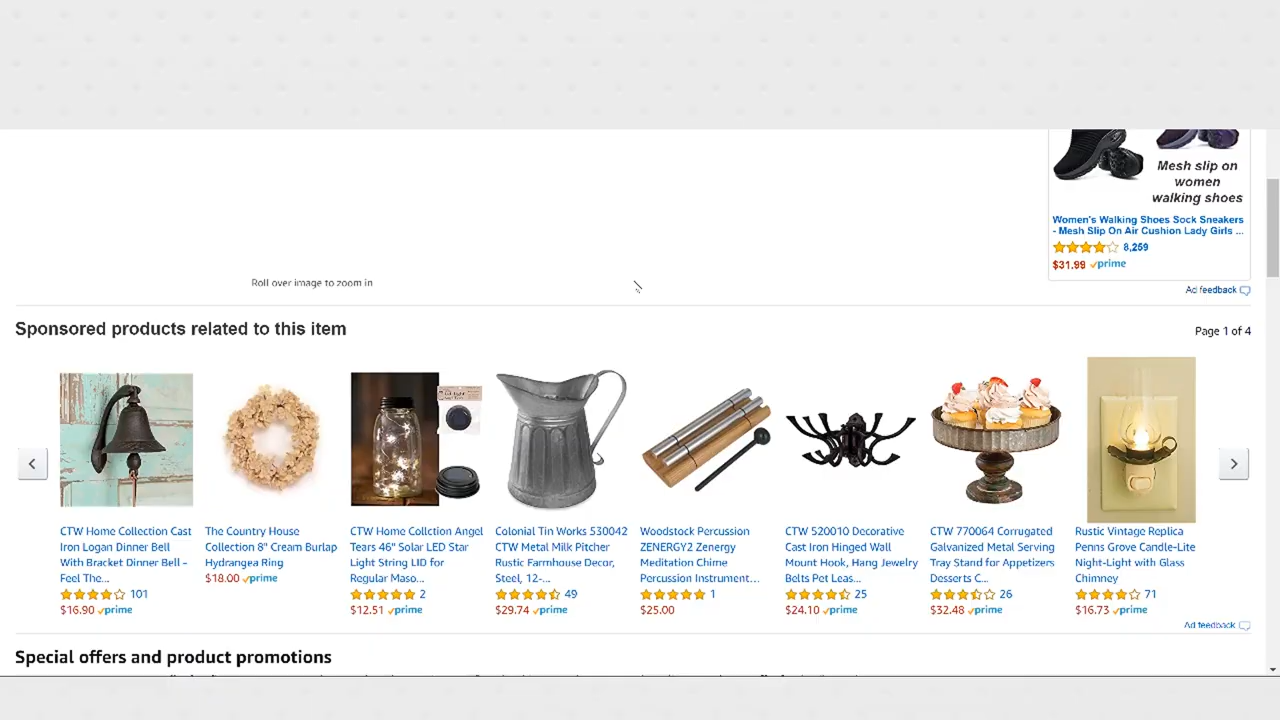 Mesh slip on
women
walking shoes
Women's Walking Shoes Sock Sneakers
- Mesh Slip On Air Cushion Lady Girls ...
8,259
$31.99 prime
Roll over image to zoom in
Ad feedback
Sponsored products related to this item
Page 1 of 4
CTW Home Collection Cast
Iron Logan Dinner Bell
With Bracket Dinner Bell -
Feel The...
101
$16.90 prime
The Country House
Collection 8" Cream Burlap
Hydrangea Ring
$18.00 prime
CTW Home Collction Angel
Tears 46" Solar LED Star
Light String LID for
Regular Maso...
2
$12.51 prime
Colonial Tin Works 530042
CTW Metal Milk Pitcher
Rustic Farmhouse Decor,
Steel, 12-...
49
$29.74 prime
Woodstock Percussion
ZENERGY2 Zenergy
Meditation Chime
Percussion Instrument...
1
$25.00
CTW 520010 Decorative
Cast Iron Hinged Wall
Mount Hook, Hang Jewelry
Belts Pet Leas...
25
$24.10 prime
CTW 770064 Corrugated
Galvanized Metal Serving
Tray Stand for Appetizers
Desserts C...
26
$32.48 prime
Rustic Vintage Replica
Penns Grove Candle-Lite
Night-Light with Glass
Chimney
71
$16.73 prime
Ad feedback
Special offers and product promotions